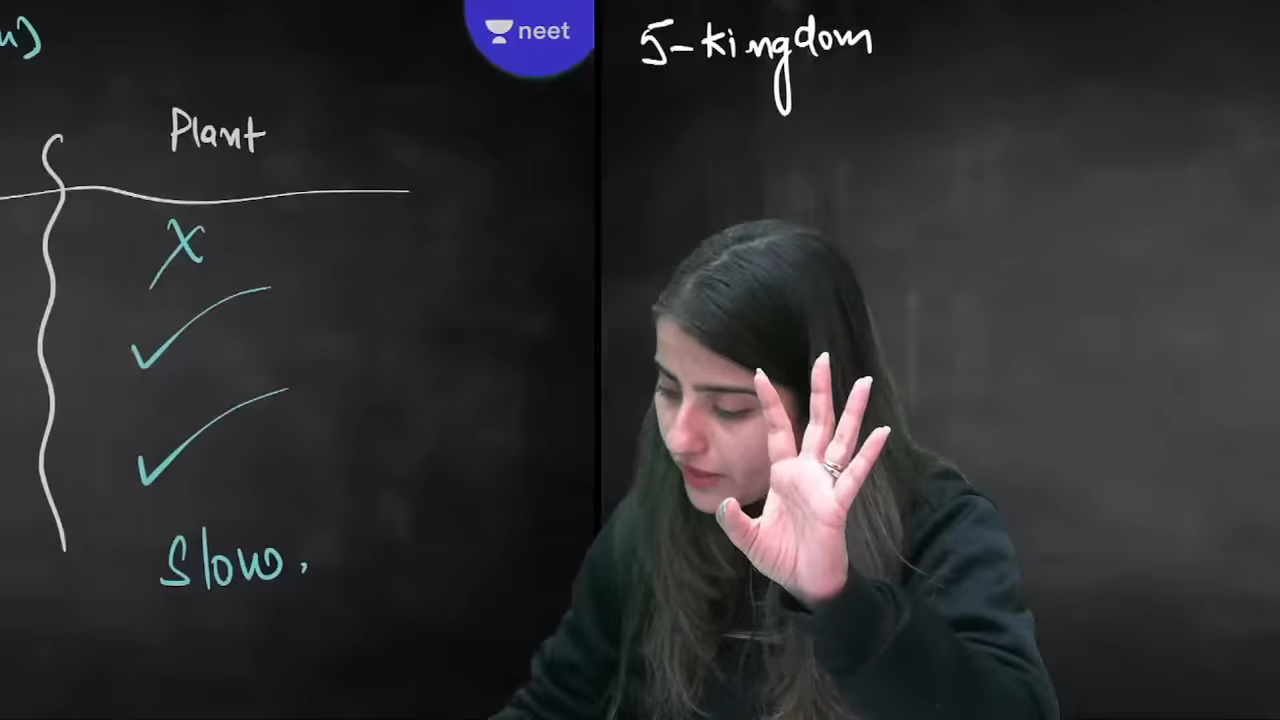 neet
5-kingdom
Plant
X
✓
✓
Slow.